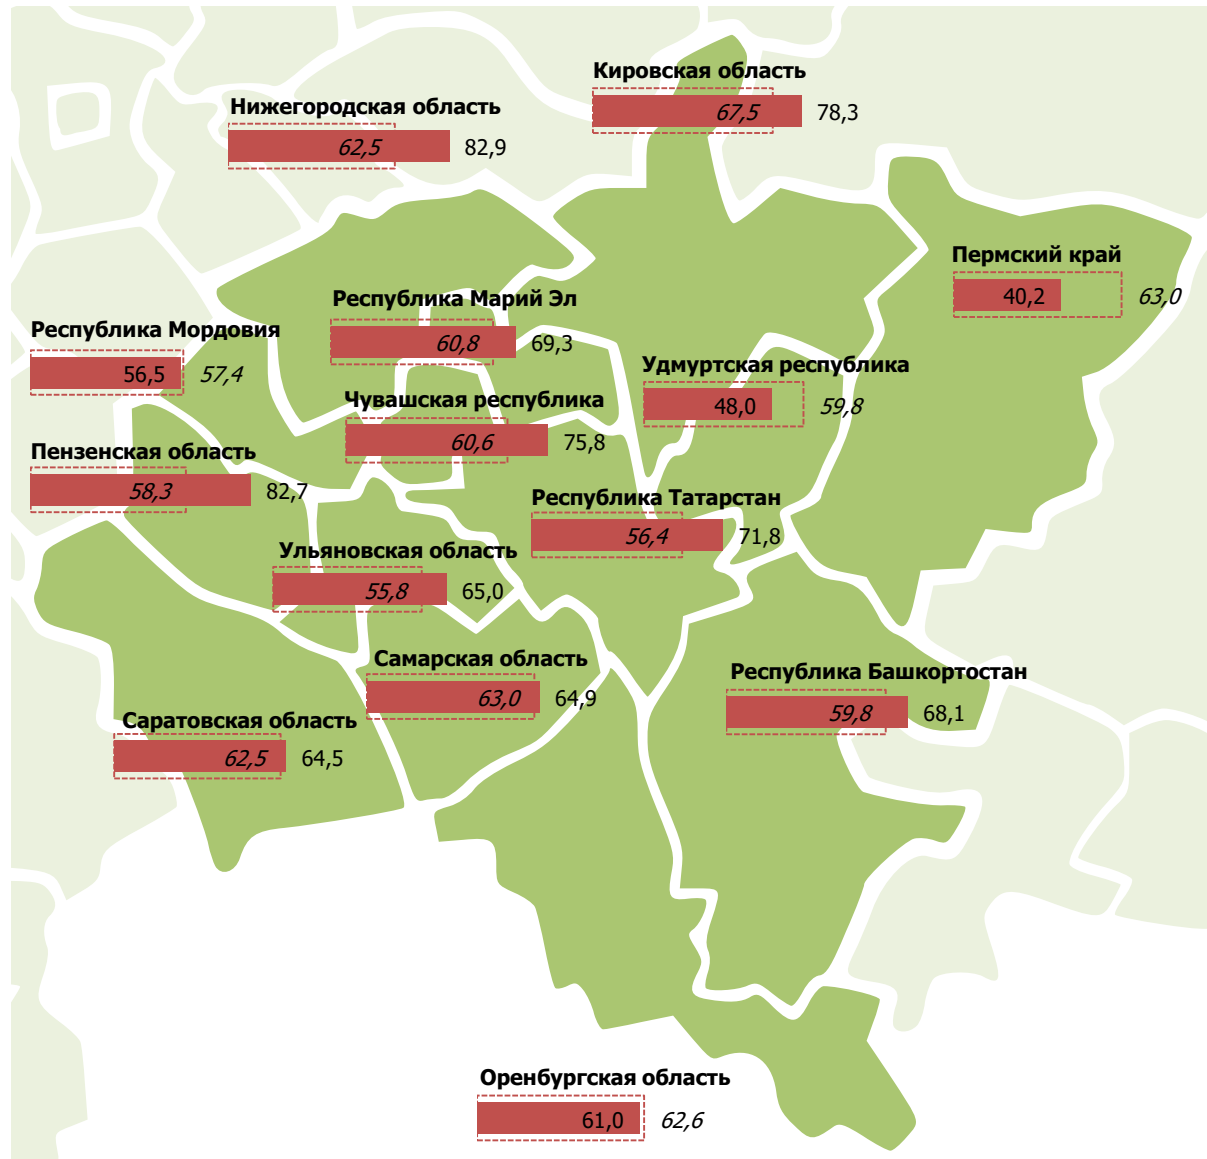 Кировская область
67,5 78,3
Нижегородская область
62,5 82,9
Пермский край
40,2 63,0
Республика Марий Эл
60,8 69,3
Республика Мордовия
56,5 57,4
Удмуртская республика
48,0 59,8
Чувашская республика
60,6 75,8
Пензенская область
58,3 82,7
Республика Татарстан
56,4 71,8
Ульяновская область
55,8 65,0
Самарская область
63,0 64,9
Республика Башкортостан
59,8 68,1
Саратовская область
62,5 64,5
Оренбургская область
61,0 62,6